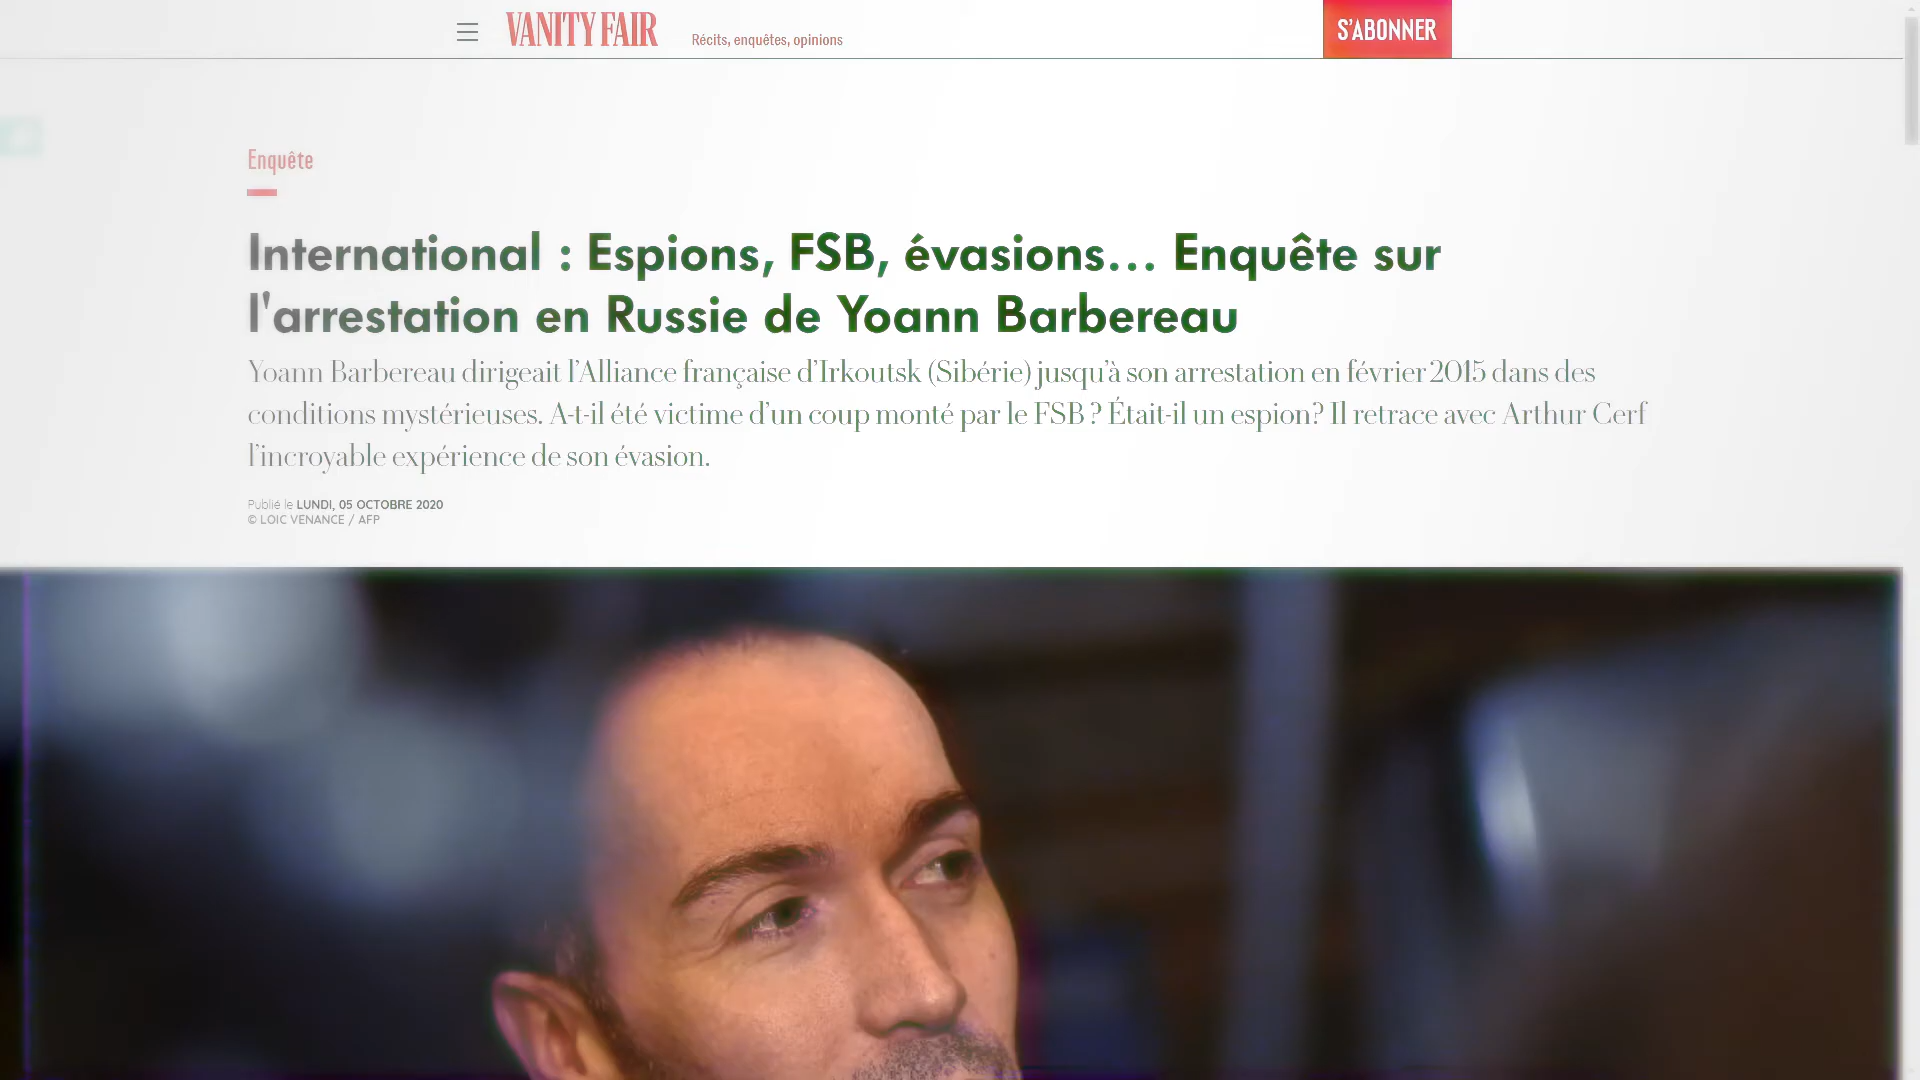 VANITY FAIR
Récits, enquêtes, opinions
S'ABONNER
Enquête
International : Espions, FSB, évasions… Enquête sur
l'arrestation en Russie de Yoann Barbereau
Yoann Barbereau dirigeait l’Alliance française d’Irkoutsk (Sibérie) jusqu’à son arrestation en février 2015 dans des
conditions mystérieuses. A-t-il été victime d’un coup monté par le FSB ? Était-il un espion? Il retrace avec Arthur Cerf
l’incroyable expérience de son évasion.
Publié le LUNDI, 05 OCTOBRE 2020
© LOIC VENANCE / AFP